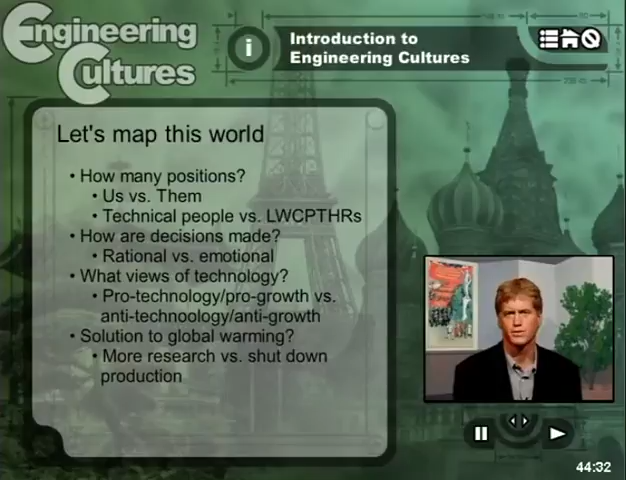 Engineering
Cultures
i
Introduction to
Engineering Cultures
Let's map this world
• How many positions?
• Us vs. Them
• Technical people vs. LWCPTHRs
• How are decisions made?
• Rational vs. emotional
• What views of technology?
• Pro-technology/pro-growth vs.
anti-technoology/anti-growth
• Solution to global warming?
• More research vs. shut down
production
44:32